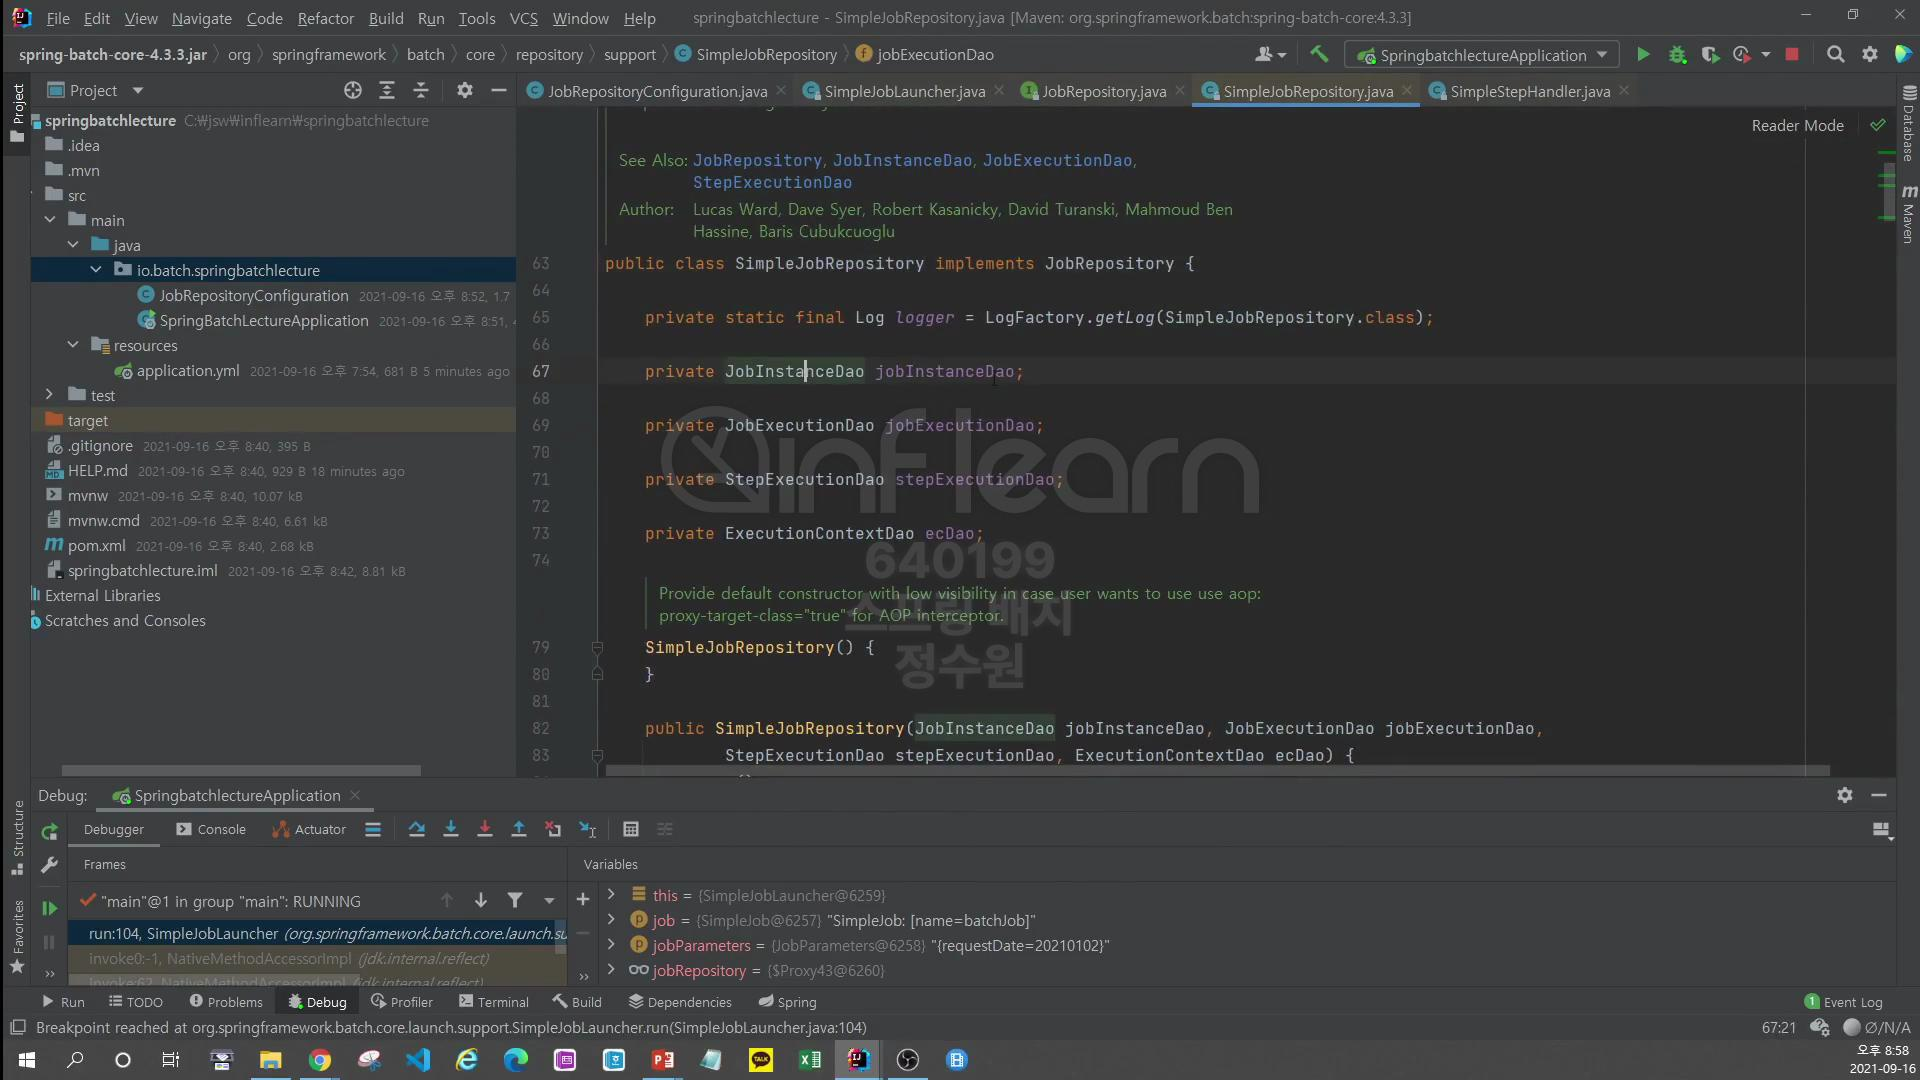 File Edit View Navigate Code Refactor Build Run Tools VCS Window Help springbatchlecture - SimpleJobRepository.java [Maven: org.springframework.batch:spring-batch-core:4.3.3]
spring-batch-core-4.3.3.jar org springframework batch core repository support SimpleJobRepository jobExecutionDao SpringbatchlectureApplication
Project JobRepositoryConfiguration.java SimpleJobLauncher.java JobRepository.java SimpleJobRepository.java SimpleStepHandler.java
Project
Database
Maven
Structure
Favorites
springbatchlecture C:₩jsw₩inflearn₩springbatchlecture
.idea
.mvn
src
main
java
io.batch.springbatchlecture
JobRepositoryConfiguration 2021-09-16 오후 8:52, 1.7
SpringBatchLectureApplication 2021-09-16 오후 8:51, 4
resources
application.yml 2021-09-16 오후 7:54, 681 B 5 minutes ago
test
target
.gitignore 2021-09-16 오후 8:40, 395 B
HELP.md 2021-09-16 오후 8:40, 929 B 18 minutes ago
mvnw 2021-09-16 오후 8:40, 10.07 kB
mvnw.cmd 2021-09-16 오후 8:40, 6.61 kB
pom.xml 2021-09-16 오후 8:40, 2.68 kB
springbatchlecture.iml 2021-09-16 오후 8:42, 8.81 kB
External Libraries
Scratches and Consoles
Reader Mode
See Also: JobRepository, JobInstanceDao, JobExecutionDao,
StepExecutionDao
Author: Lucas Ward, Dave Syer, Robert Kasanicky, David Turanski, Mahmoud Ben
Hassine, Baris Cubukcuoglu
63 public class SimpleJobRepository implements JobRepository {
64
65 private static final Log logger = LogFactory.getLog(SimpleJobRepository.class);
66
67 private JobInstanceDao jobInstanceDao;
68
69 private JobExecutionDao jobExecutionDao;
70
71 private StepExecutionDao stepExecutionDao;
72
73 private ExecutionContextDao ecDao;
74
Provide default constructor with low visibility in case user wants to use use aop:
proxy-target-class="true" for AOP interceptor.
79 SimpleJobRepository() {
80 }
81
82 public SimpleJobRepository(JobInstanceDao jobInstanceDao, JobExecutionDao jobExecutionDao,
83 StepExecutionDao stepExecutionDao, ExecutionContextDao ecDao) {
inflearn
640199
스프링 배치
정수원
Debug: SpringbatchlectureApplication
Debugger Console Actuator
Frames
Variables
"main"@1 in group "main": RUNNING
run:104, SimpleJobLauncher (org.springframework.batch.core.launch.su
invoke0:-1, NativeMethodAccessorImpl (jdk.internal.reflect)
invoke:62, NativeMethodAccessorImpl (jdk.internal.reflect)
this = {SimpleJobLauncher@6259}
job = {SimpleJob@6257} "SimpleJob: [name=batchJob]"
jobParameters = {JobParameters@6258} "{requestDate=20210102}"
jobRepository = {$Proxy43@6260}
Run TODO Problems Debug Profiler Terminal Build Dependencies Spring 1 Event Log
Breakpoint reached at org.springframework.batch.core.launch.support.SimpleJobLauncher.run(SimpleJobLauncher.java:104) 67:21 Ø/N/A
오후 8:58
2021-09-16